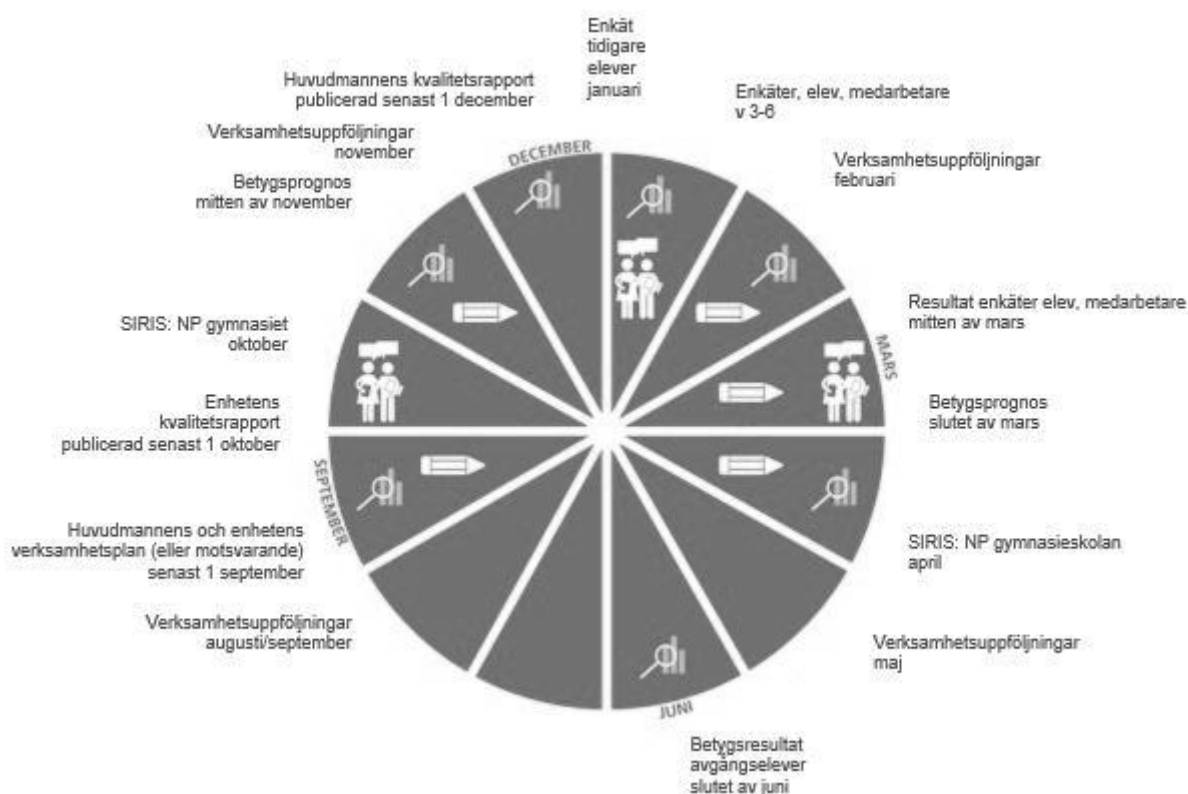 Enkät
tidigare
elever
januari
Enkäter, elev, medarbetare
v 3-6
Verksamhetsuppföljningar
februari
Resultat enkäter elev, medarbetare
mitten av mars
Betygsprognos
slutet av mars
SIRIS: NP gymnasieskolan
april
Verksamhetsuppföljningar
maj
Betygsresultat
avgångselever
slutet av juni
Verksamhetsuppföljningar
augusti/september
Huvudmannens och enhetens
verksamhetsplan (eller motsvarande)
senast 1 september
Enhetens
kvalitetsrapport
publicerad senast 1 oktober
SIRIS: NP gymnasiet
oktober
Betygsprognos
mitten av november
Verksamhetsuppföljningar
november
Huvudmannens kvalitetsrapport
publicerad senast 1 december
DECEMBER
MARS
JUNI
SEPTEMBER